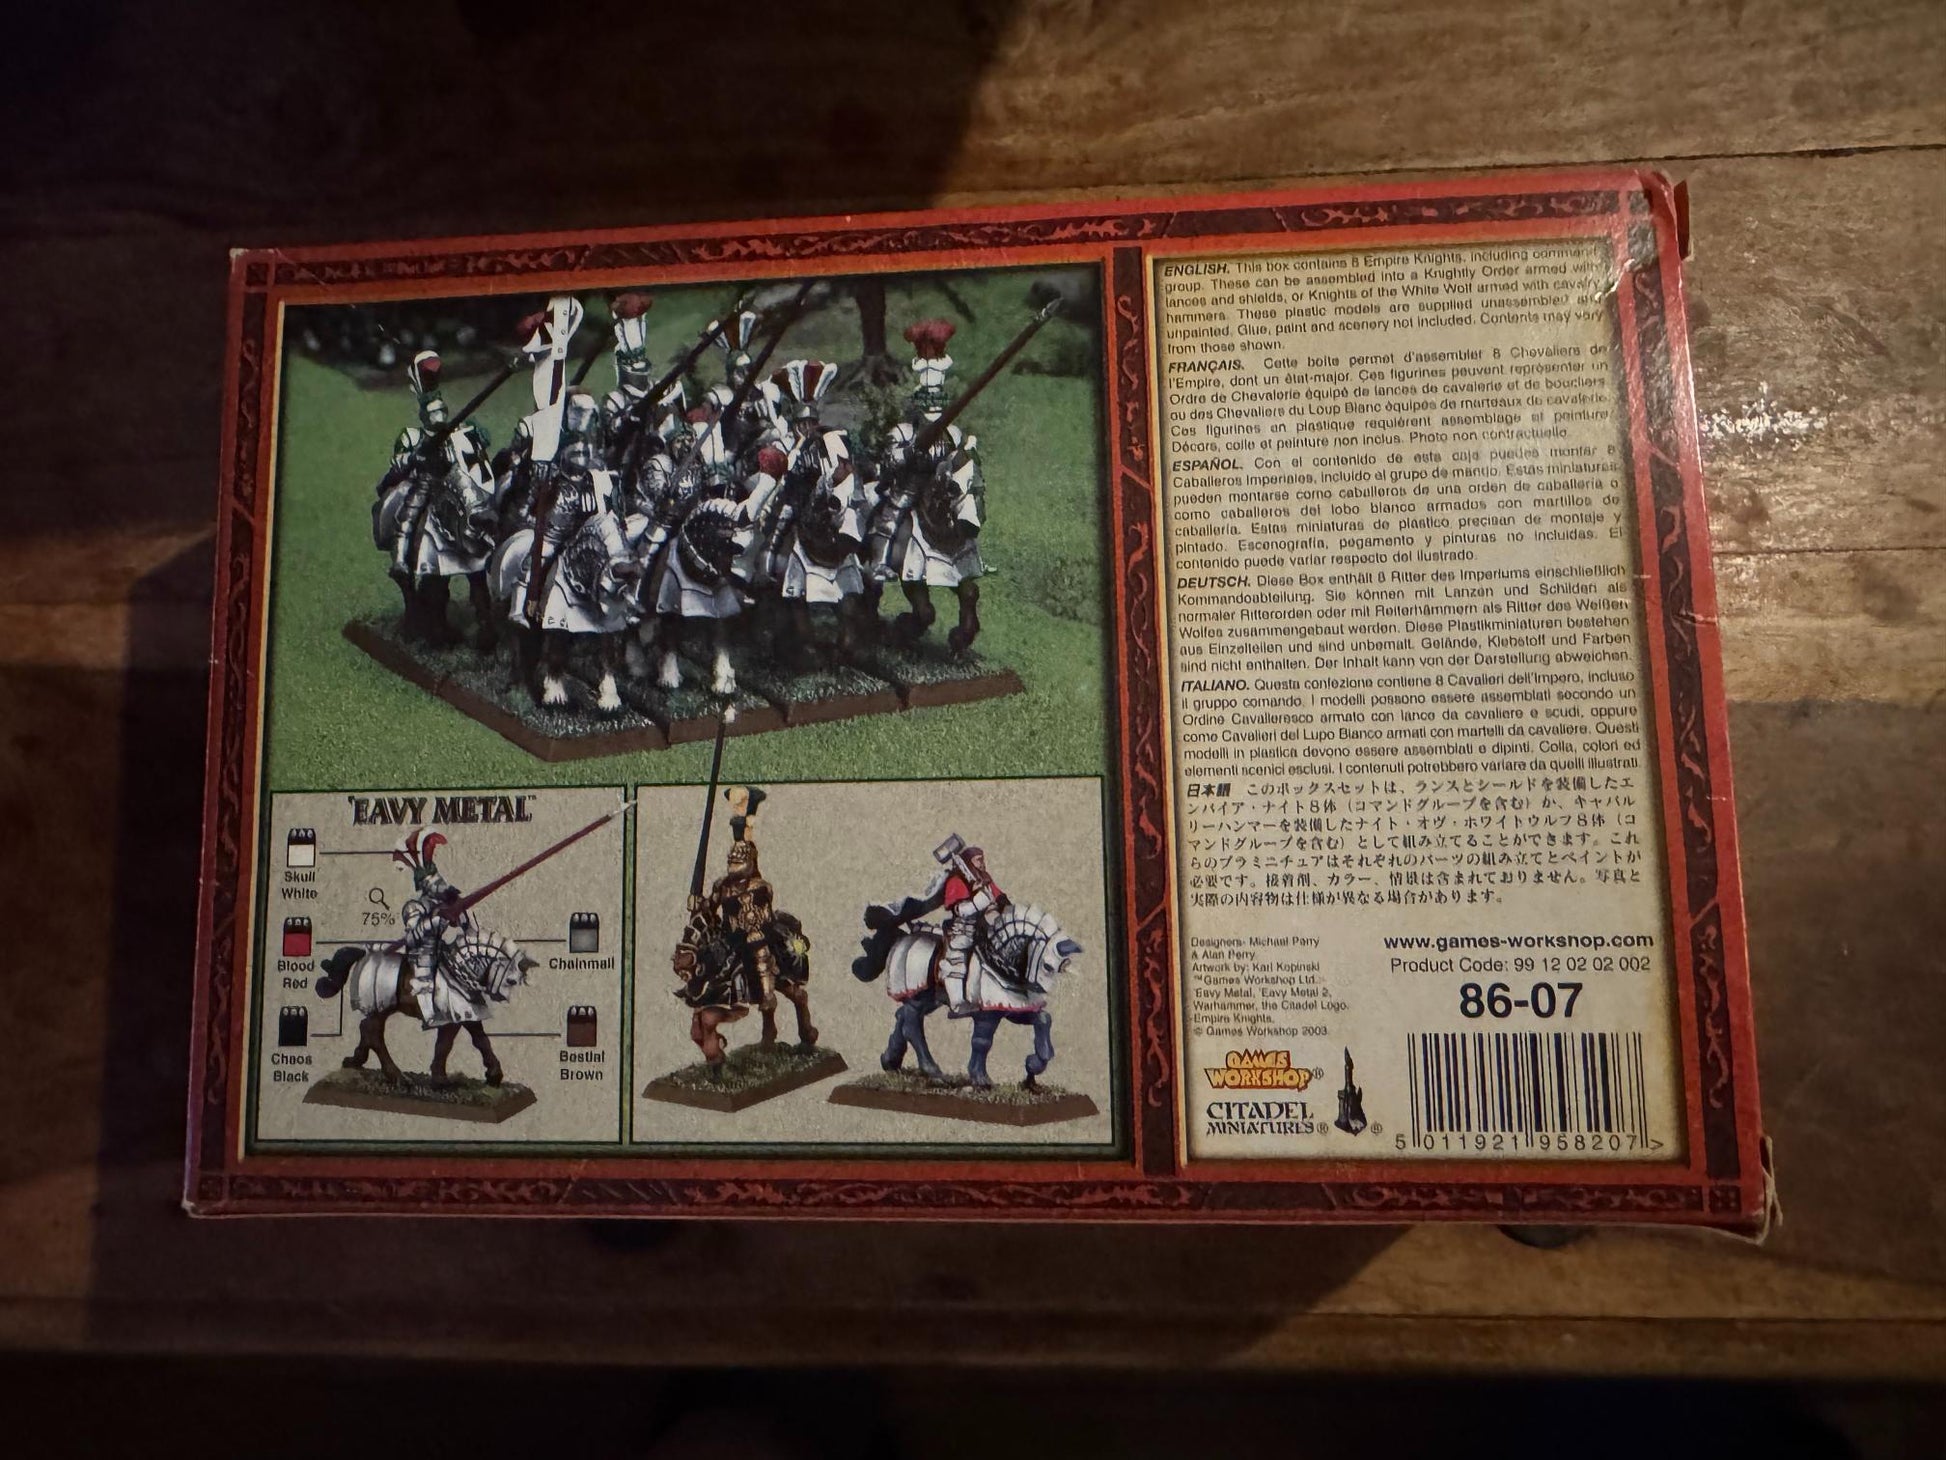 'EAVY METAL™
Skull
White
75%
Blood
Red
Chainmail
Chaos
Black
Bestial
Brown
ENGLISH. This box contains 8 Empire Knights, including command
group. These can be assembled into a Knightly Order armed with
lances and shields, or Knights of the White Wolf armed with cavalry
hammers. These plastic models are supplied unassembled and
unpainted. Glue, paint and scenery not included. Contents may vary
from those shown.
FRANÇAIS. Cette boîte permet d'assembler 8 Chevaliers de
l'Empire, dont un état-major. Ces figurines peuvent représenter un
Ordre de Chevalerie équipé de lances de cavalerie et de boucliers
ou des Chevaliers du Loup Blanc équipés de marteaux de cavalerie.
Ces figurines en plastique requièrent assemblage et peinture.
Décors, colle et peinture non inclus. Photo non contractuelle.
ESPAÑOL. Con el contenido de esta caja puedes montar 8
Caballeros Imperiales, incluido el grupo de mando. Estas miniaturas
pueden montarse como caballeros de una orden de caballería o
como caballeros del lobo blanco armados con martillos de
caballería. Estas miniaturas de plástico precisan de montaje y
pintado. Escenografía, pegamento y pinturas no incluidas. El
contenido puede variar respecto del ilustrado.
DEUTSCH. Diese Box enthält 8 Ritter des Imperiums einschließlich
Kommandoabteilung. Sie können mit Lanzen und Schilden als
normaler Ritterorden oder mit Reiterhämmern als Ritter des Weißen
Wolfes zusammengebaut werden. Diese Plastikminiaturen bestehen
aus Einzelteilen und sind unbemalt. Gelände, Klebstoff und Farben
sind nicht enthalten. Der Inhalt kann von der Darstellung abweichen.
ITALIANO. Questa confezione contiene 8 Cavalieri dell'Impero, incluso
il gruppo comando. I modelli possono essere assemblati secondo un
Ordine Cavalleresco armato con lance da cavaliere e scudi, oppure
come Cavalieri del Lupo Bianco armati con martelli da cavaliere. Questi
modelli in plastica devono essere assemblati e dipinti. Colla, colori ed
elementi scenici esclusi. I contenuti potrebbero variare da quelli illustrati.
日本語 このボックスセットは、ランスとシールドを装備したエ
ンパイア・ナイト8体（コマンドグループを含む）か、キャバル
リーハンマーを装備したナイト・オヴ・ホワイトウルフ8体（コ
マンドグループを含む）として組み立てることができます。これ
らのプラミニチュアはそれぞれのパーツの組み立てとペイントが
必要です。接着剤、カラー、情景は含まれておりません。写真と
実際の内容物は仕様が異なる場合があります。
Designers- Michael Perry
& Alan Perry
Artwork by: Karl Kopinski
™Games Workshop Ltd.
'Eavy Metal, 'Eavy Metal 2,
Warhammer, the Citadel Logo.
Empire Knights.
© Games Workshop 2003.
www.games-workshop.com
Product Code: 99 12 02 02 002
86-07
GAMES
WORKSHOP®
CITADEL
MINIATURES®
®
5 011921 958207 >